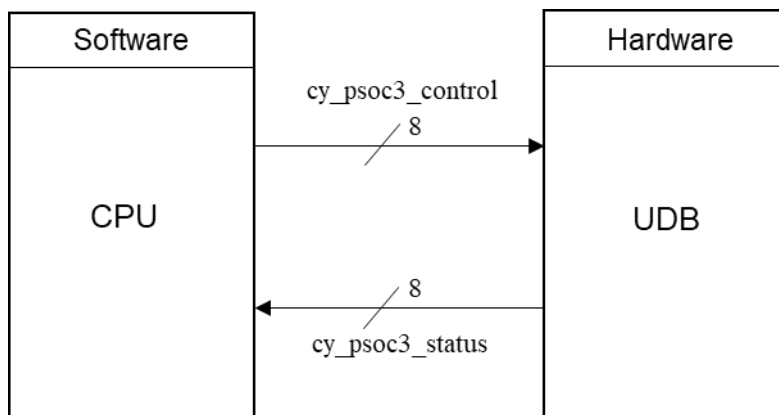 Software
Hardware
cy_psoc3_control
8
CPU
UDB
8
cy_psoc3_status